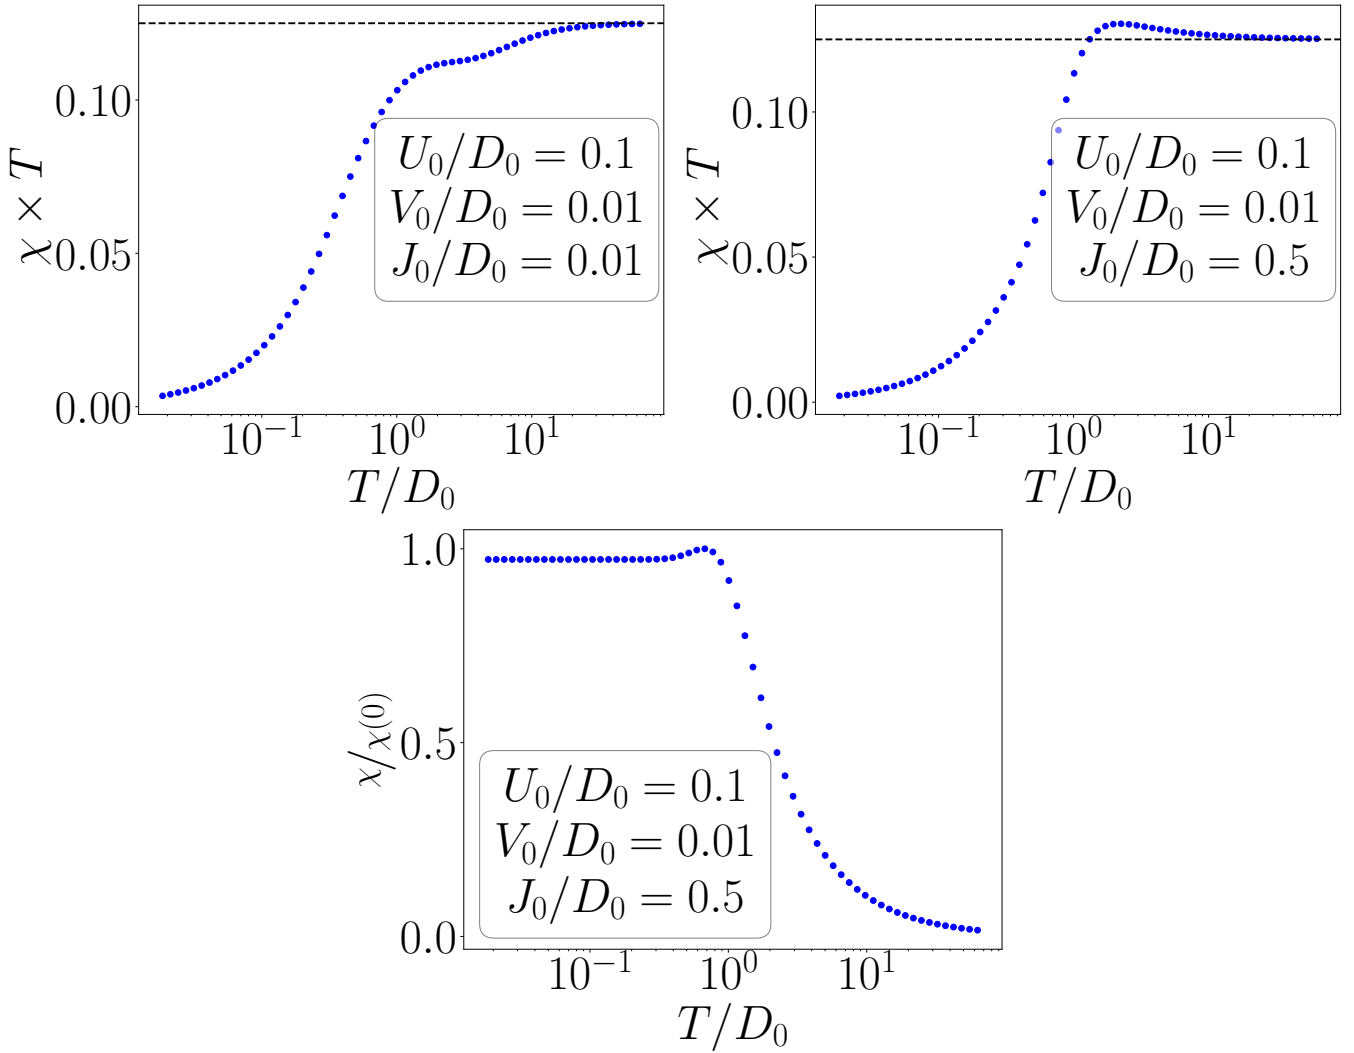 χ × T
0.10
0.05
0.00
U₀/D₀ = 0.1
V₀/D₀ = 0.01
J₀/D₀ = 0.01
10⁻¹ 10⁰ 10¹
T/D₀
χ × T
0.10
0.05
0.00
U₀/D₀ = 0.1
V₀/D₀ = 0.01
J₀/D₀ = 0.5
10⁻¹ 10⁰ 10¹
T/D₀
χ/χ(0)
1.0
0.5
0.0
U₀/D₀ = 0.1
V₀/D₀ = 0.01
J₀/D₀ = 0.5
10⁻¹ 10⁰ 10¹
T/D₀